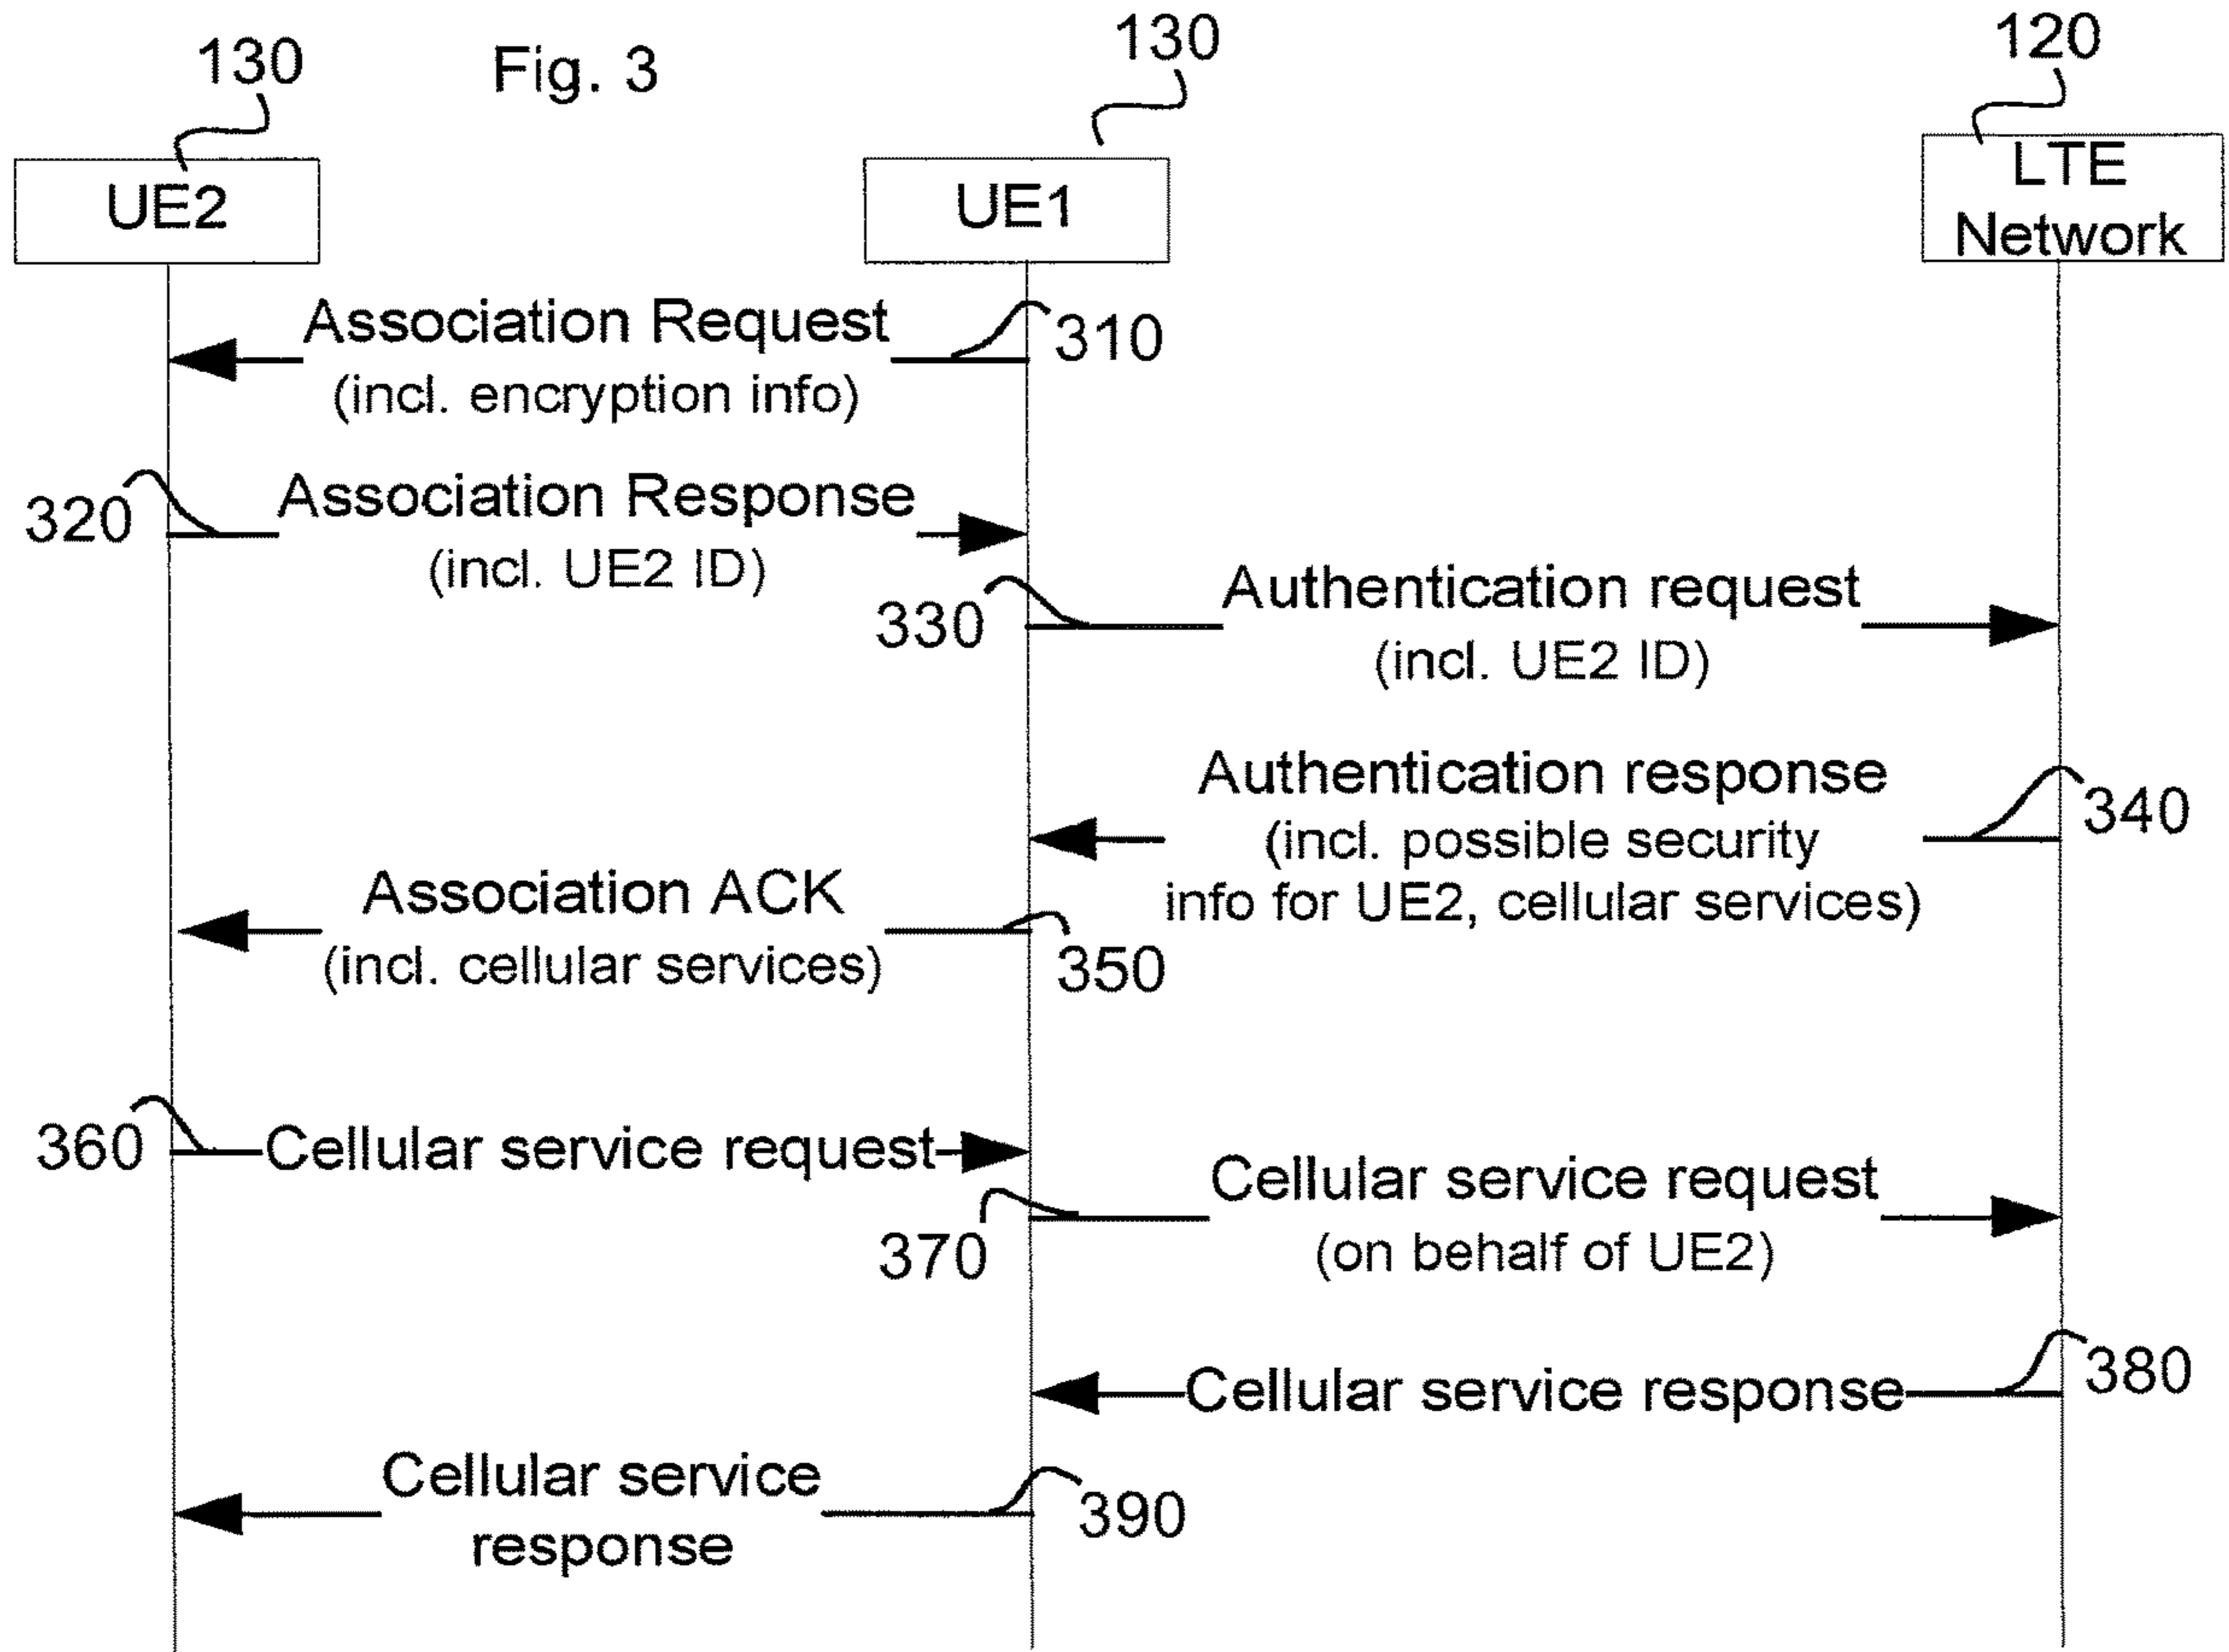 130
Fig. 3
130
120
UE2
UE1
LTE
Network
Association Request
310
(incl. encryption info)
320
Association Response
(incl. UE2 ID)
330
Authentication request
(incl. UE2 ID)
Authentication response
340
(incl. possible security
info for UE2, cellular services)
Association ACK
350
(incl. cellular services)
360
Cellular service request
370
Cellular service request
(on behalf of UE2)
380
Cellular service response
Cellular service
response
390